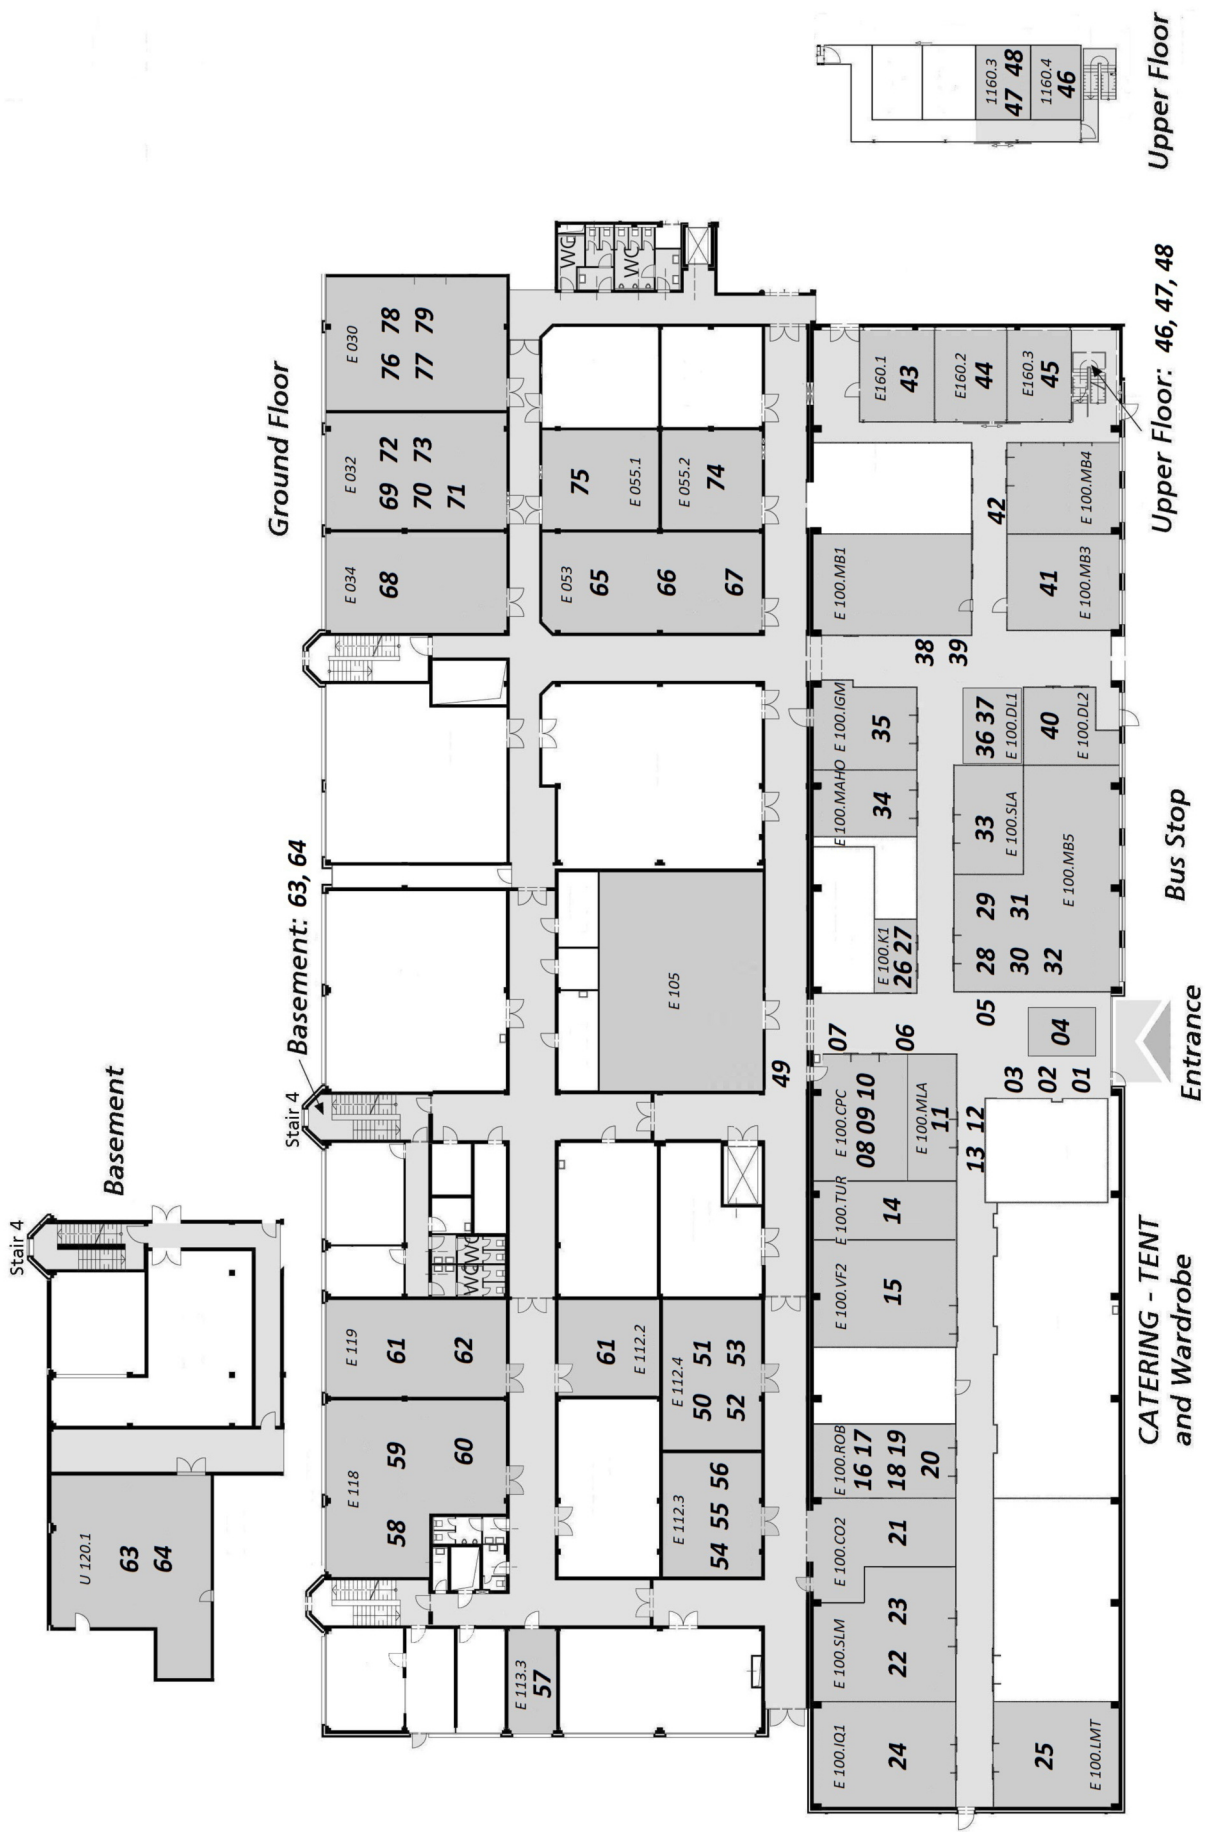 Upper Floor
1160.3
47 48
1160.4
46
Upper Floor: 46, 47, 48
Ground Floor
E 030
76 78
77 79
E 032
69 72
70 73
71
E 034
68
WC
WC
75
E 055.1
E 055.2
74
E 053
65
66
67
E160.1
43
E160.2
44
E160.3
45
42
E 100.MB4
E 100.MB1
41
E 100.MB3
38
39
E 100.IGM
35
E 100.MAHO
34
36 37
E 100.DL1
40
E 100.DL2
33
E 100.SLA
E 100.MB5
28 29
30 31
32
E 100.K1
26 27
Bus Stop
Basement: 63, 64
Stair 4
E 105
49
05
04
06
07
03
02
01
Entrance
E 100.CPC
08 09 10
E 100.MLA
11
13 12
E 100.TUR
14
E 100.VF2
15
Basement
Stair 4
U 120.1
63
64
WC
WC
E 119
61
62
61
E 112.2
E 112.4
50 51
52 53
E 118
58 59
60
E 112.3
54 55 56
E 113.3
57
E 100.ROB
16 17
18 19
20
E 100.CO2
21
E 100.SLM
22 23
E 100.IQ1
24
25
E 100.LMT
CATERING - TENT
and Wardrobe